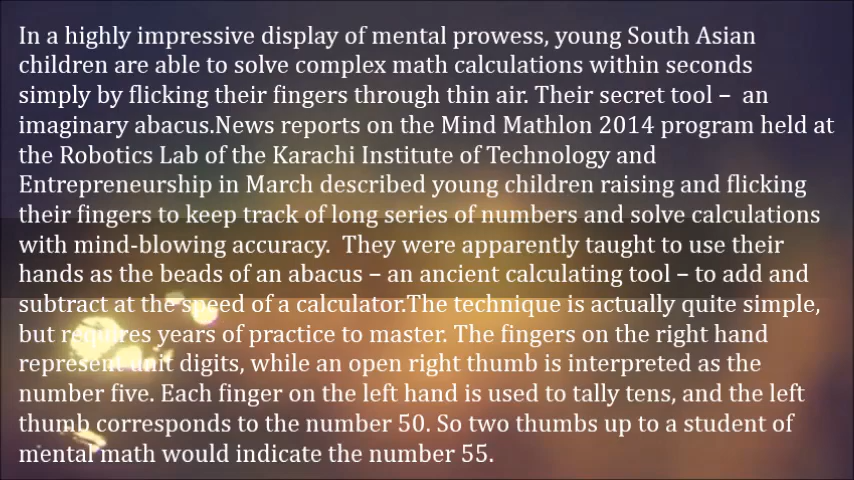 In a highly impressive display of mental prowess, young South Asian
children are able to solve complex math calculations within seconds
simply by flicking their fingers through thin air. Their secret tool –  an
imaginary abacus.News reports on the Mind Mathlon 2014 program held at
the Robotics Lab of the Karachi Institute of Technology and
Entrepreneurship in March described young children raising and flicking
their fingers to keep track of long series of numbers and solve calculations
with mind-blowing accuracy.  They were apparently taught to use their
hands as the beads of an abacus – an ancient calculating tool – to add and
subtract at the speed of a calculator.The technique is actually quite simple,
but requires years of practice to master. The fingers on the right hand
represent unit digits, while an open right thumb is interpreted as the
number five. Each finger on the left hand is used to tally tens, and the left
thumb corresponds to the number 50. So two thumbs up to a student of
mental math would indicate the number 55.